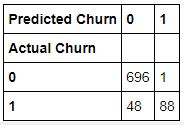 Predicted Churn 0 1
Actual Churn
0 696 1
1 48 88